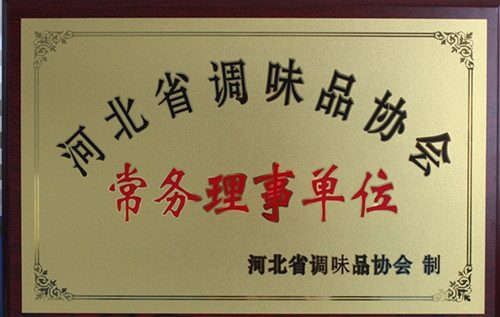 河北省调味品协会
常务理事单位
河北省调味品协会 制